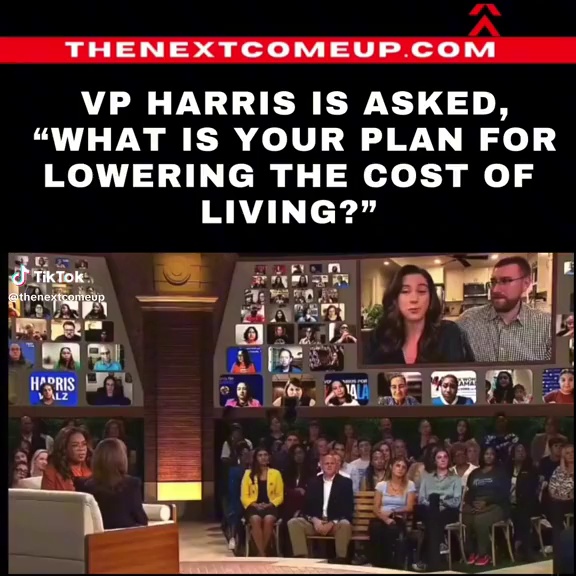 THENEXTCOMEUP.COM
VP HARRIS IS ASKED,
“WHAT IS YOUR PLAN FOR
LOWERING THE COST OF
LIVING?”
TikTok
@thenextcomeup
HARRIS
WALZ